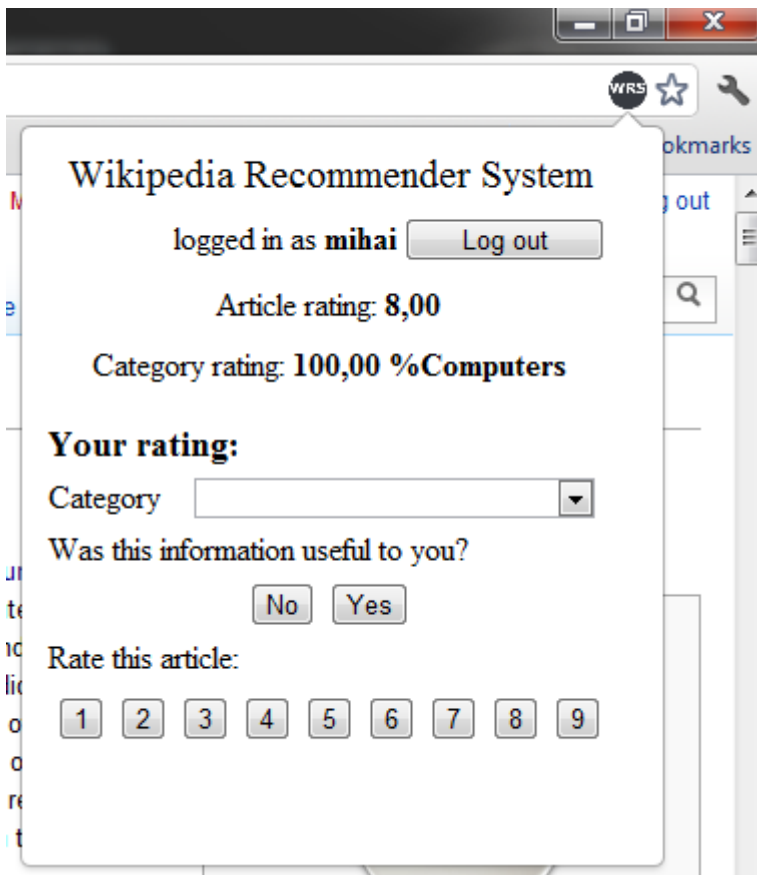 WRS
okmarks
Wikipedia Recommender System
logged in as mihai Log out
g out
Article rating: 8,00
Category rating: 100,00 %Computers
Your rating:
Category
Was this information useful to you?
No Yes
Rate this article:
1 2 3 4 5 6 7 8 9